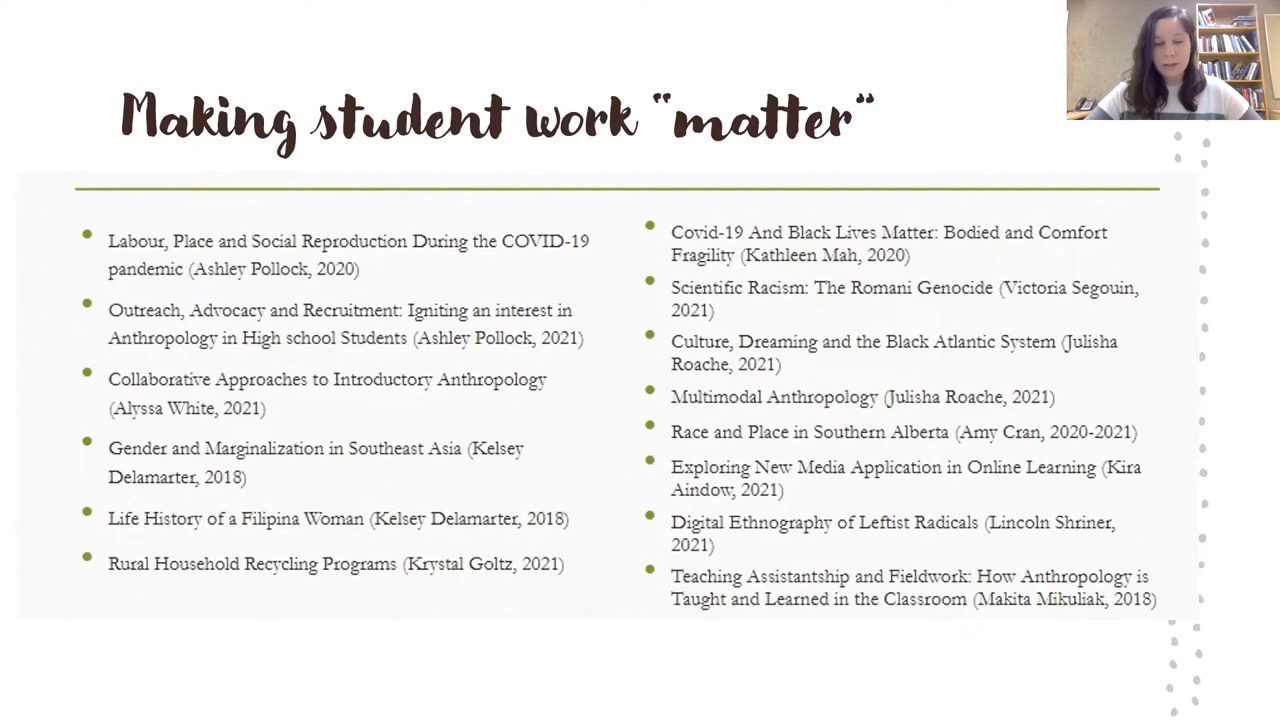 Making student work “matter“
Labour, Place and Social Reproduction During the COVID-19
pandemic (Ashley Pollock, 2020)
Outreach, Advocacy and Recruitment: Igniting an interest in
Anthropology in High school Students (Ashley Pollock, 2021)
Collaborative Approaches to Introductory Anthropology
(Alyssa White, 2021)
Gender and Marginalization in Southeast Asia (Kelsey
Delamarter, 2018)
Life History of a Filipina Woman (Kelsey Delamarter, 2018)
Rural Household Recycling Programs (Krystal Goltz, 2021)
Covid-19 And Black Lives Matter: Bodied and Comfort
Fragility (Kathleen Mah, 2020)
Scientific Racism: The Romani Genocide (Victoria Segouin,
2021)
Culture, Dreaming and the Black Atlantic System (Julisha
Roache, 2021)
Multimodal Anthropology (Julisha Roache, 2021)
Race and Place in Southern Alberta (Amy Cran, 2020-2021)
Exploring New Media Application in Online Learning (Kira
Aindow, 2021)
Digital Ethnography of Leftist Radicals (Lincoln Shriner,
2021)
Teaching Assistantship and Fieldwork: How Anthropology is
Taught and Learned in the Classroom (Makita Mikuliak, 2018)